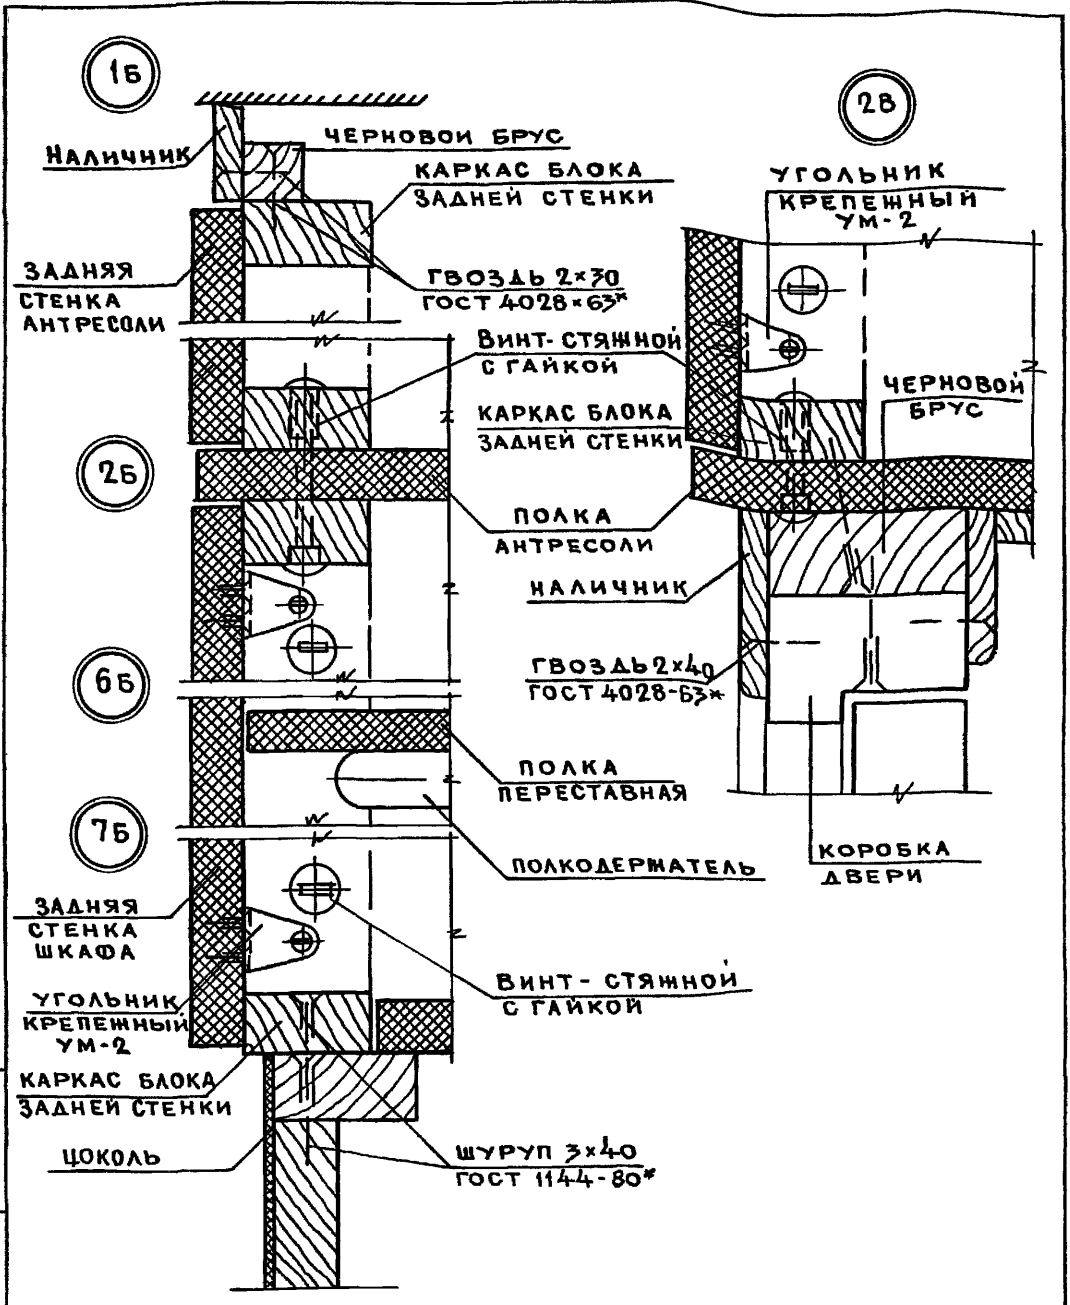 1Б
НАЛИЧНИК
ЧЕРНОВОЙ БРУС
КАРКАС БЛОКА
ЗАДНЕЙ СТЕНКИ
ЗАДНЯЯ
СТЕНКА
АНТРЕСОЛИ
ГВОЗДЬ 2×30
ГОСТ 4028×63*
ВИНТ-СТЯЖНОЙ
С ГАЙКОЙ
КАРКАС БЛОКА
ЗАДНЕЙ СТЕНКИ
2Б
ПОЛКА
АНТРЕСОЛИ
6Б
ПОЛКА
ПЕРЕСТАВНАЯ
7Б
ПОЛКОДЕРЖАТЕЛЬ
ЗАДНЯЯ
СТЕНКА
ШКАФА
ВИНТ-СТЯЖНОЙ
С ГАЙКОЙ
УГОЛЬНИК
КРЕПЕЖНЫЙ
УМ-2
КАРКАС БЛОКА
ЗАДНЕЙ СТЕНКИ
ЦОКОЛЬ
ШУРУП 3×40
ГОСТ 1144-80*
2В
УГОЛЬНИК
КРЕПЕЖНЫЙ
УМ-2
ЧЕРНОВОЙ
БРУС
НАЛИЧНИК
ГВОЗДЬ 2×40
ГОСТ 4028-63*
КОРОБКА
ДВЕРИ